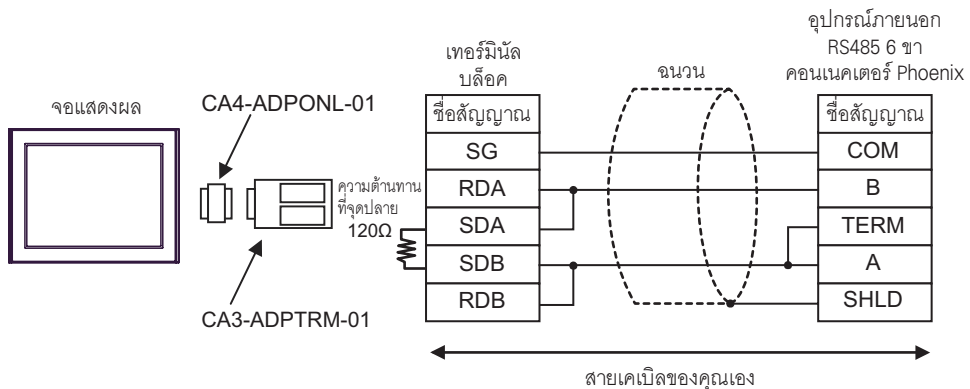 อุปกรณ์ภายนอก
RS485 6 ขา
คอนเนคเตอร์ Phoenix
เทอร์มินัล
บล็อค
ฉนวน
จอแสดงผล
CA4-ADPONL-01
ชื่อสัญญาณ
ชื่อสัญญาณ
SG
COM
ความต้านทาน
ที่จุดปลาย
120Ω
RDA
B
SDA
TERM
SDB
A
RDB
SHLD
CA3-ADPTRM-01
สายเคเบิลของคุณเอง